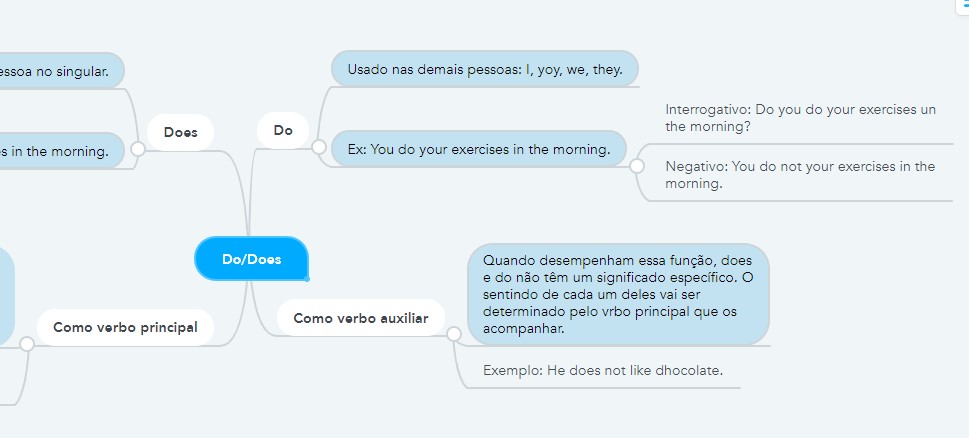 essoa no singular.
Does
s in the morning.
Do
Usado nas demais pessoas: I, yoy, we, they.
Ex: You do your exercises in the morning.
Interrogativo: Do you do your exercises un
the morning?
Negativo: You do not your exercises in the
morning.
Do/Does
Como verbo principal
Como verbo auxiliar
Quando desempenham essa função, does
e do não têm um significado específico. O
sentindo de cada um deles vai ser
determinado pelo vrbo principal que os
acompanhar.
Exemplo: He does not like dhocolate.